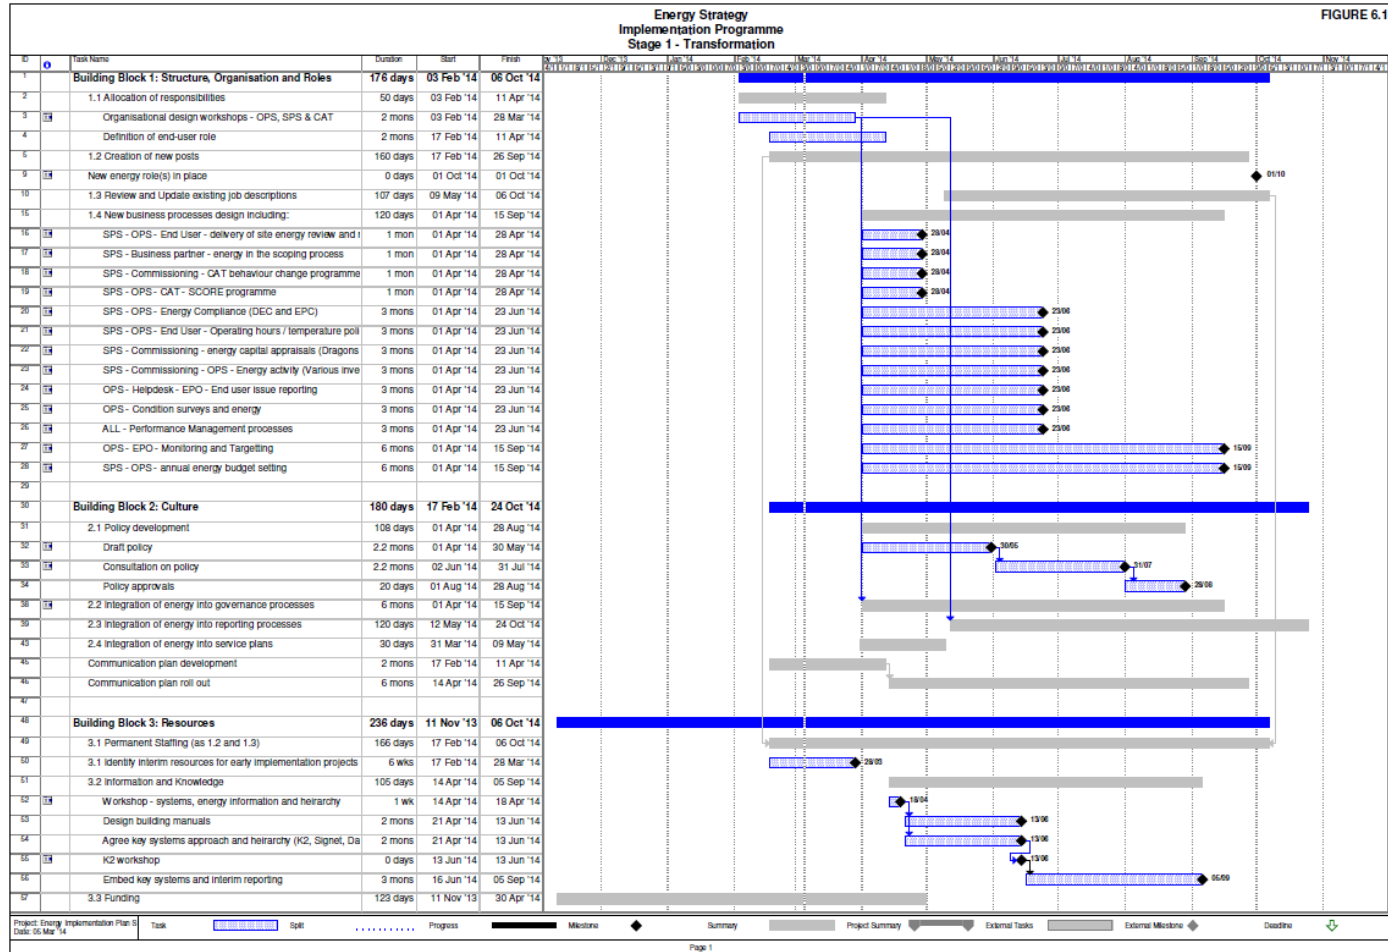 Energy Strategy
Implementation Programme
Stage 1 - Transformation
FIGURE 6.1
ID Task Name Duration Start Finish Dec '13 Jan '14 Feb '14 Mar '14 Apr '14 May '14 Jun '14 Jul '14 Aug '14 Sep '14 Oct '14 Nov '14
1 Building Block 1: Structure, Organisation and Roles 176 days 03 Feb '14 06 Oct '14
2 1.1 Allocation of responsibilities 50 days 03 Feb '14 11 Apr '14
3 Organisational design workshops - OPS, SPS & CAT 2 mons 03 Feb '14 28 Mar '14
4 Definition of end-user role 2 mons 17 Feb '14 11 Apr '14
5 1.2 Creation of new posts 160 days 17 Feb '14 26 Sep '14
9 New energy role(s) in place 0 days 01 Oct '14 01 Oct '14 01/10
10 1.3 Review and Update existing job descriptions 107 days 09 May '14 06 Oct '14
15 1.4 New business processes design including: 120 days 01 Apr '14 15 Sep '14
16 SPS - OPS - End User - delivery of site energy review and 1 mon 01 Apr '14 28 Apr '14 28/04
17 SPS - Business partner - energy in the scoping process 1 mon 01 Apr '14 28 Apr '14 28/04
18 SPS - Commissioning - CAT behaviour change programme 1 mon 01 Apr '14 28 Apr '14 28/04
19 SPS - OPS - CAT - SCORE programme 1 mon 01 Apr '14 28 Apr '14 28/04
20 SPS - OPS - Energy Compliance (DEC and EPC) 3 mons 01 Apr '14 23 Jun '14 23/06
21 SPS - OPS - End User - Operating hours / temperature poli 3 mons 01 Apr '14 23 Jun '14 23/06
22 SPS - Commissioning - energy capital appraisals (Dragons 3 mons 01 Apr '14 23 Jun '14 23/06
23 SPS - Commissioning - OPS - Energy activity (Various inve 3 mons 01 Apr '14 23 Jun '14 23/06
24 OPS - Helpdesk - EPO - End user issue reporting 3 mons 01 Apr '14 23 Jun '14 23/06
25 OPS - Condition surveys and energy 3 mons 01 Apr '14 23 Jun '14 23/06
26 ALL - Performance Management processes 3 mons 01 Apr '14 23 Jun '14 23/06
27 OPS - EPO - Monitoring and Targetting 6 mons 01 Apr '14 15 Sep '14 15/09
28 SPS - OPS - annual energy budget setting 6 mons 01 Apr '14 15 Sep '14 15/09
29
30 Building Block 2: Culture 180 days 17 Feb '14 24 Oct '14
31 2.1 Policy development 108 days 01 Apr '14 28 Aug '14
32 Draft policy 2.2 mons 01 Apr '14 30 May '14 30/05
33 Consultation on policy 2.2 mons 02 Jun '14 31 Jul '14 31/07
34 Policy approvals 20 days 01 Aug '14 28 Aug '14 28/08
38 2.2 Integration of energy into governance processes 6 mons 01 Apr '14 15 Sep '14
39 2.3 Integration of energy into reporting processes 120 days 12 May '14 24 Oct '14
43 2.4 Integration of energy into service plans 30 days 31 Mar '14 09 May '14
45 Communication plan development 2 mons 17 Feb '14 11 Apr '14
46 Communication plan roll out 6 mons 14 Apr '14 26 Sep '14
47
48 Building Block 3: Resources 236 days 11 Nov '13 06 Oct '14
49 3.1 Permanent Staffing (as 1.2 and 1.3) 166 days 17 Feb '14 06 Oct '14
50 3.1 Identify interim resources for early implementation projects 6 wks 17 Feb '14 28 Mar '14 28/03
51 3.2 Information and Knowledge 105 days 14 Apr '14 05 Sep '14
52 Workshop - systems, energy information and heirarchy 1 wk 14 Apr '14 18 Apr '14 18/04
53 Design building manuals 2 mons 21 Apr '14 13 Jun '14 13/06
54 Agree key systems approach and heirarchy (K2, Signet, Da 2 mons 21 Apr '14 13 Jun '14 13/06
55 K2 workshop 0 days 13 Jun '14 13 Jun '14 13/06
56 Embed key systems and interim reporting 3 mons 16 Jun '14 05 Sep '14 05/09
57 3.3 Funding 123 days 11 Nov '13 30 Apr '14
Project: Energy Implementation Plan S
Date: 05 Mar '14
Task Split Progress Milestone Summary Project Summary External Tasks External Milestone Deadline
Page 1